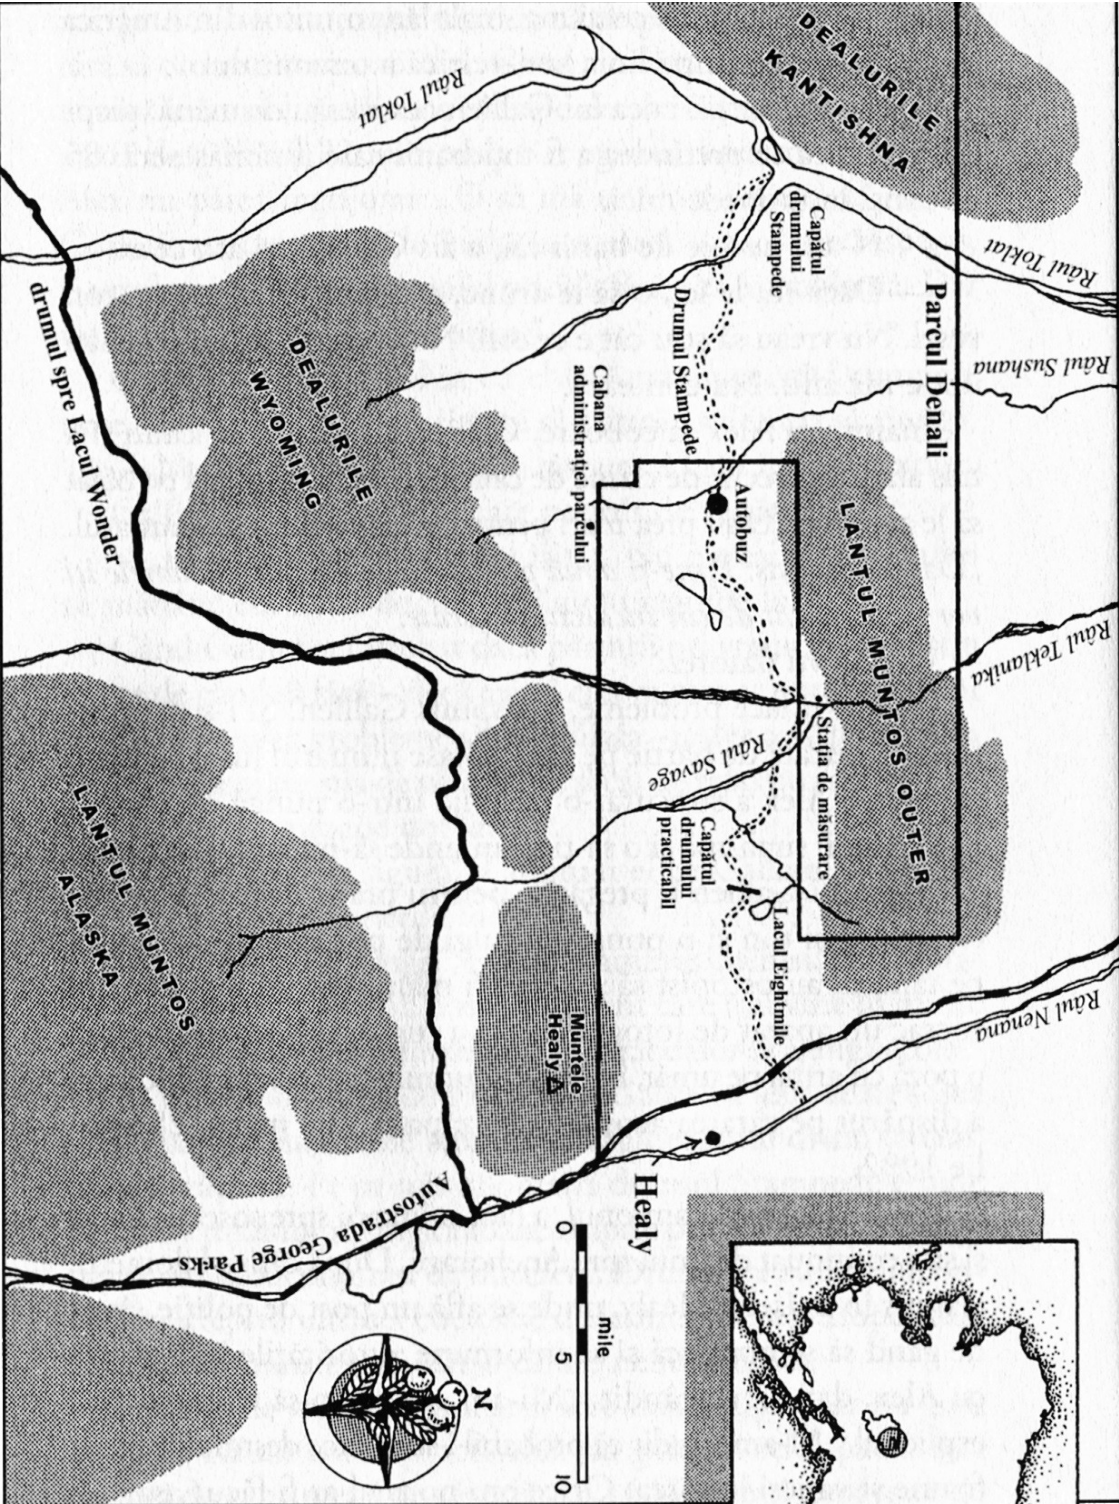 DEALURILE
KANTISHNA
Râul Toklat
Râul Toklat
Capătul
drumului
Stampede
Parcul Denali
Râul Sushana
Drumul Stampede
drumul spre Lacul Wonder
DEALURILE
WYOMING
Cabana
administrației parcului
Autobuz
LANȚUL MUNTOS OUTER
Râul Teklanika
Stația de măsurare
Râul Savage
Capătul
drumului
practicabil
Lacul Eightmile
Râul Nenana
LANȚUL MUNTOS
ALASKA
Muntele
Healy
Healy
Autostrada George Parks
0
mile
5
10
N